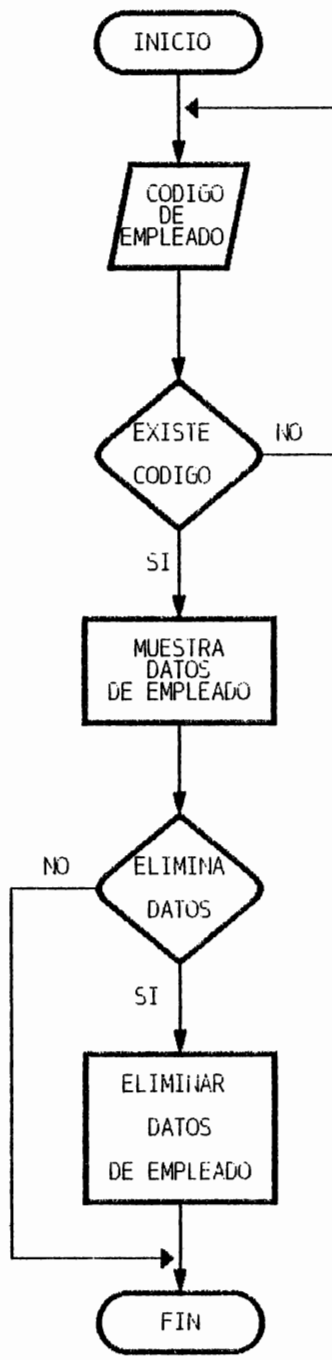 INICIO
CODIGO
DE
EMPLEADO
EXISTE
CODIGO
NO
SI
MUESTRA
DATOS
DE EMPLEADO
NO
ELIMINA
DATOS
SI
ELIMINAR
DATOS
DE EMPLEADO
FIN